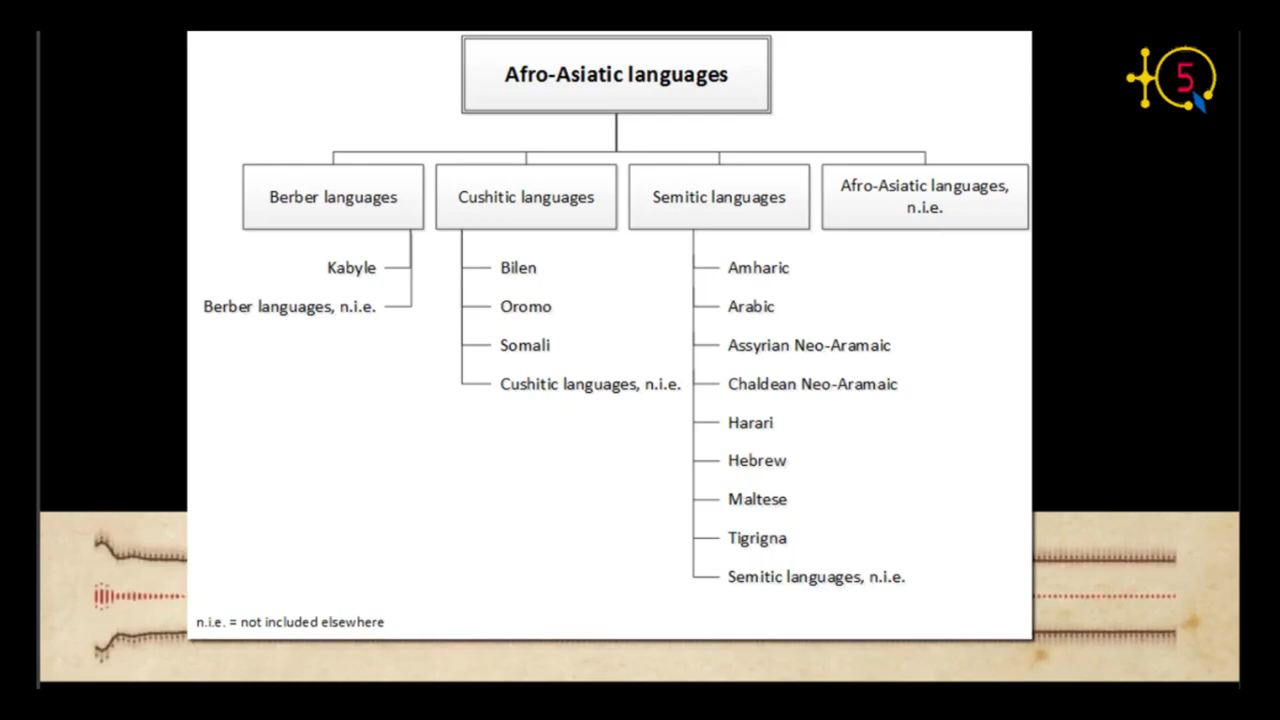 Afro-Asiatic languages
5
Berber languages
Cushitic languages
Semitic languages
Afro-Asiatic languages,
n.i.e.
Kabyle
Berber languages, n.i.e.
Bilen
Oromo
Somali
Cushitic languages, n.i.e.
Amharic
Arabic
Assyrian Neo-Aramaic
Chaldean Neo-Aramaic
Harari
Hebrew
Maltese
Tigrigna
Semitic languages, n.i.e.
n.i.e. = not included elsewhere